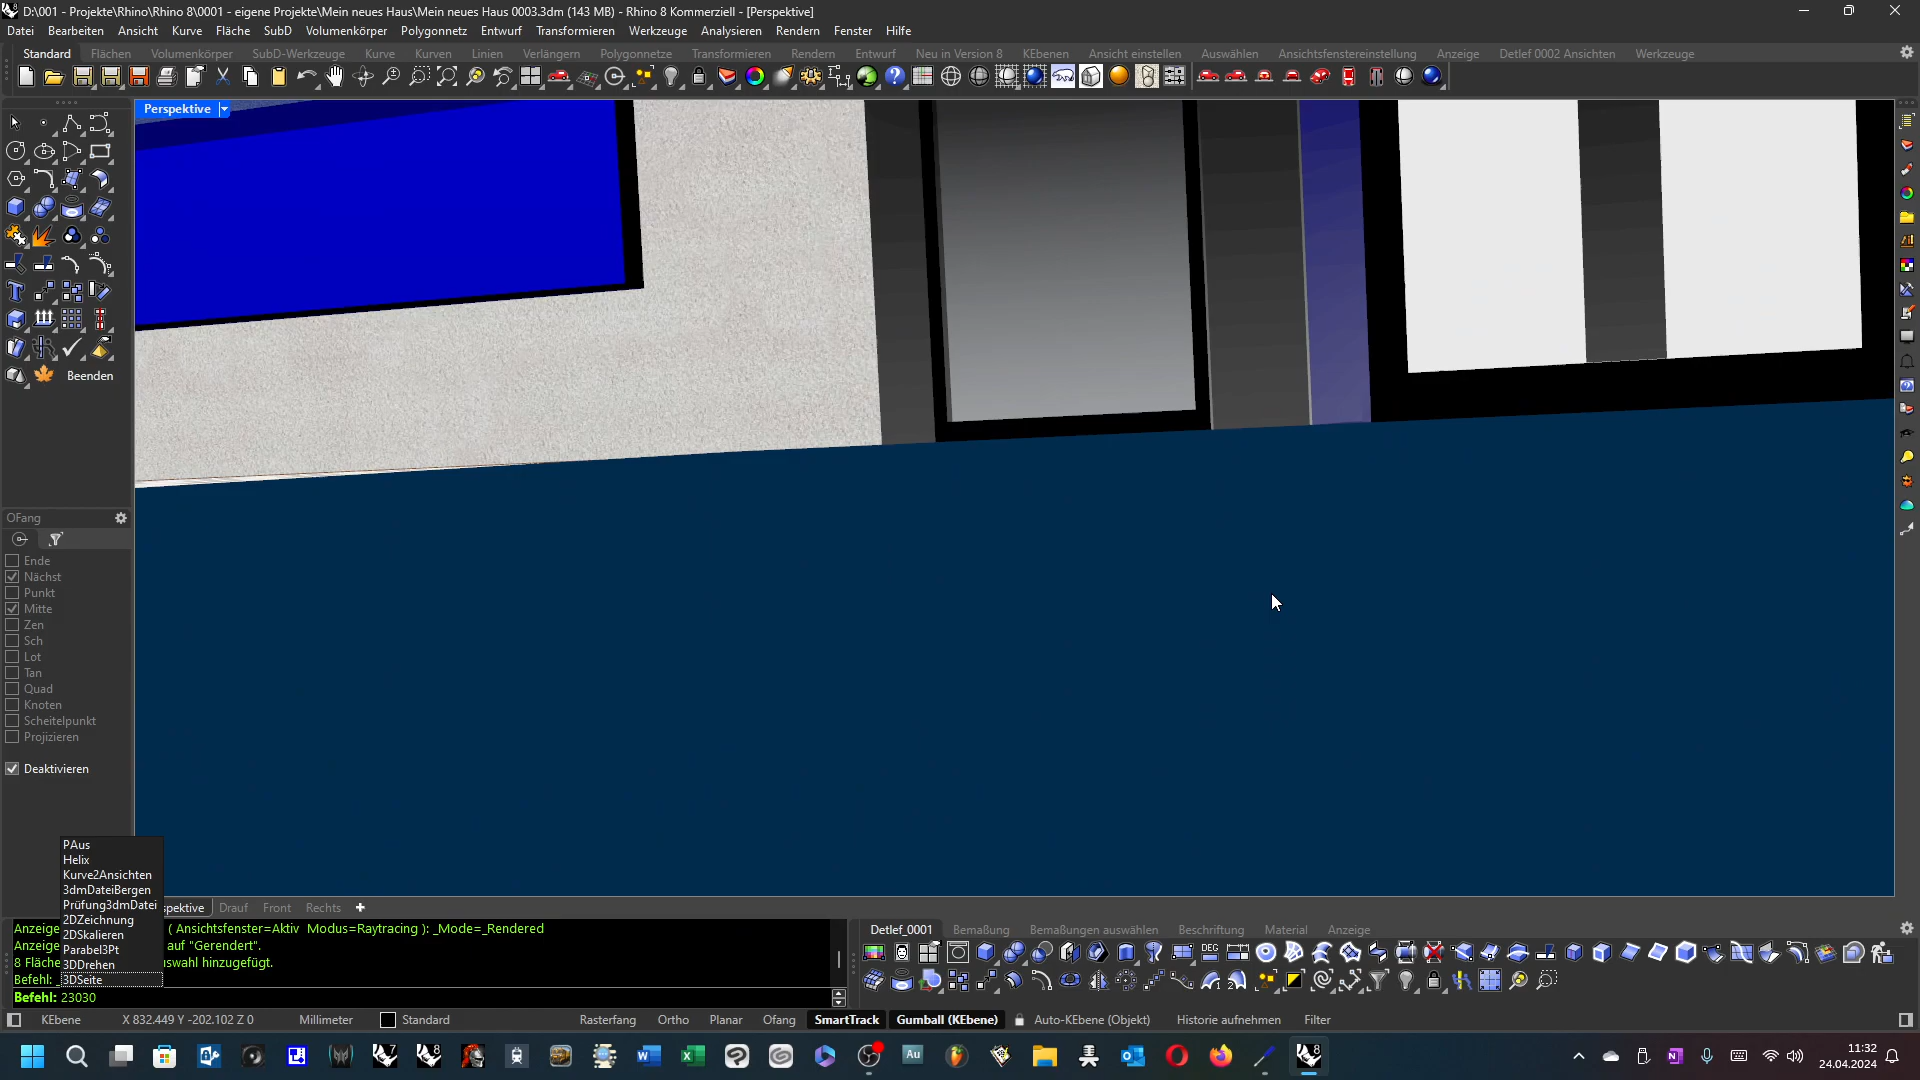 D:\001 - Projekte\Rhino\Rhino 8\0001 - eigene Projekte\Mein neues Haus\Mein neues Haus 0003.3dm (143 MB) - Rhino 8 Kommerziell - [Perspektive]
Datei Bearbeiten Ansicht Kurve Fläche SubD Volumenkörper Polygonnetz Entwurf Transformieren Werkzeuge Analysieren Rendern Fenster Hilfe
Standard Flächen Volumenkörper SubD-Werkzeuge Kurve Kurven Linien Verlängern Polygonnetze Transformieren Rendern Entwurf Neu in Version 8 KEbenen Ansicht einstellen Auswählen Ansichtsfenstereinstellung Anzeige Detlef 0002 Ansichten Werkzeuge
Perspektive
Beenden
OFang
Ende
Nächst
Punkt
Mitte
Zen
Sch
Lot
Tan
Quad
Knoten
Scheitelpunkt
Projizieren
Deaktivieren
PAus
Helix
Kurve2Ansichten
3dmDateiBergen
Prüfung3dmDatei
2DZeichnung
2DSkalieren
Parabel3Pt
3DDrehen
3DSeite
spektive Drauf Front Rechts
Anzeige ( Ansichtsfenster=Aktiv Modus=Raytracing ): _Mode=_Rendered
Anzeige auf "Gerendert".
8 Fläche swahl hinzugefügt.
Befehl:
Befehl: 23030
Detlef_0001 Bemaßung Bemaßungen auswählen Beschriftung Material Anzeige
DEG
KEbene X 832.449 Y -202.102 Z 0 Millimeter Standard Rasterfang Ortho Planar Ofang SmartTrack Gumball (KEbene) Auto-KEbene (Objekt) Historie aufnehmen Filter
Au
11:32
24.04.2024